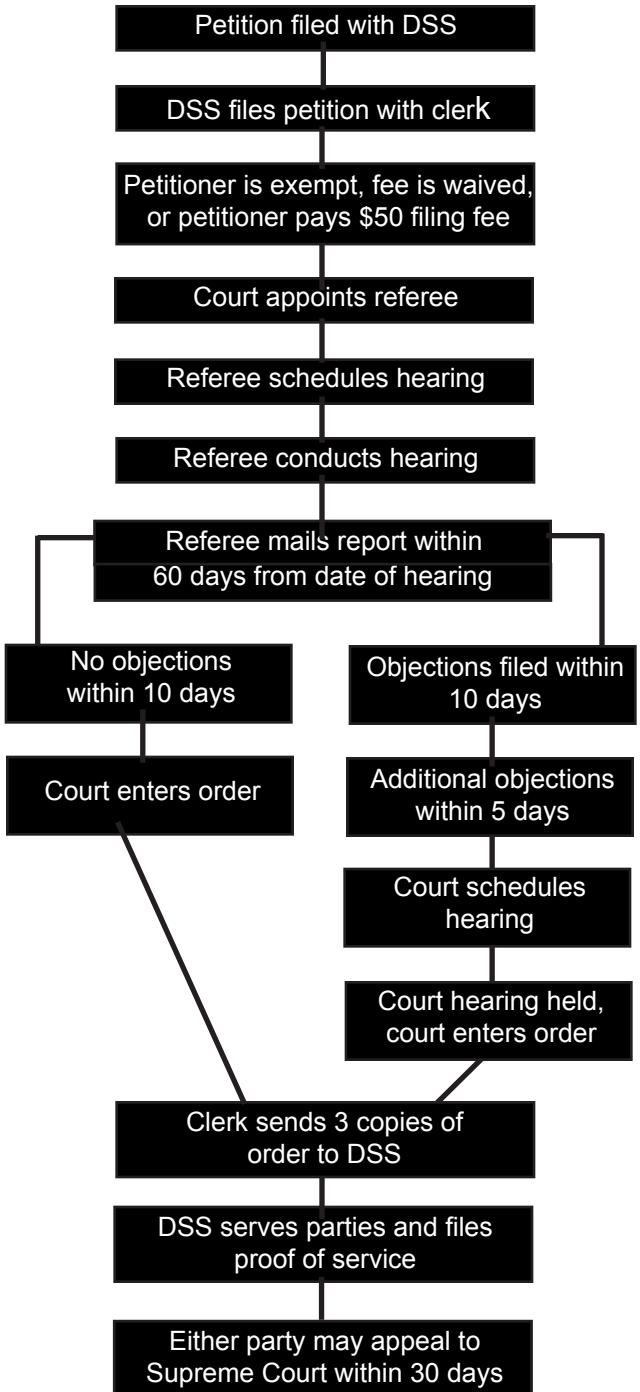 Petition filed with DSS
DSS files petition with clerk
Petitioner is exempt, fee is waived,
or petitioner pays $50 filing fee
Court appoints referee
Referee schedules hearing
Referee conducts hearing
Referee mails report within
60 days from date of hearing
No objections
within 10 days
Court enters order
Objections filed within
10 days
Additional objections
within 5 days
Court schedules
hearing
Court hearing held,
court enters order
Clerk sends 3 copies of
order to DSS
DSS serves parties and files
proof of service
Either party may appeal to
Supreme Court within 30 days